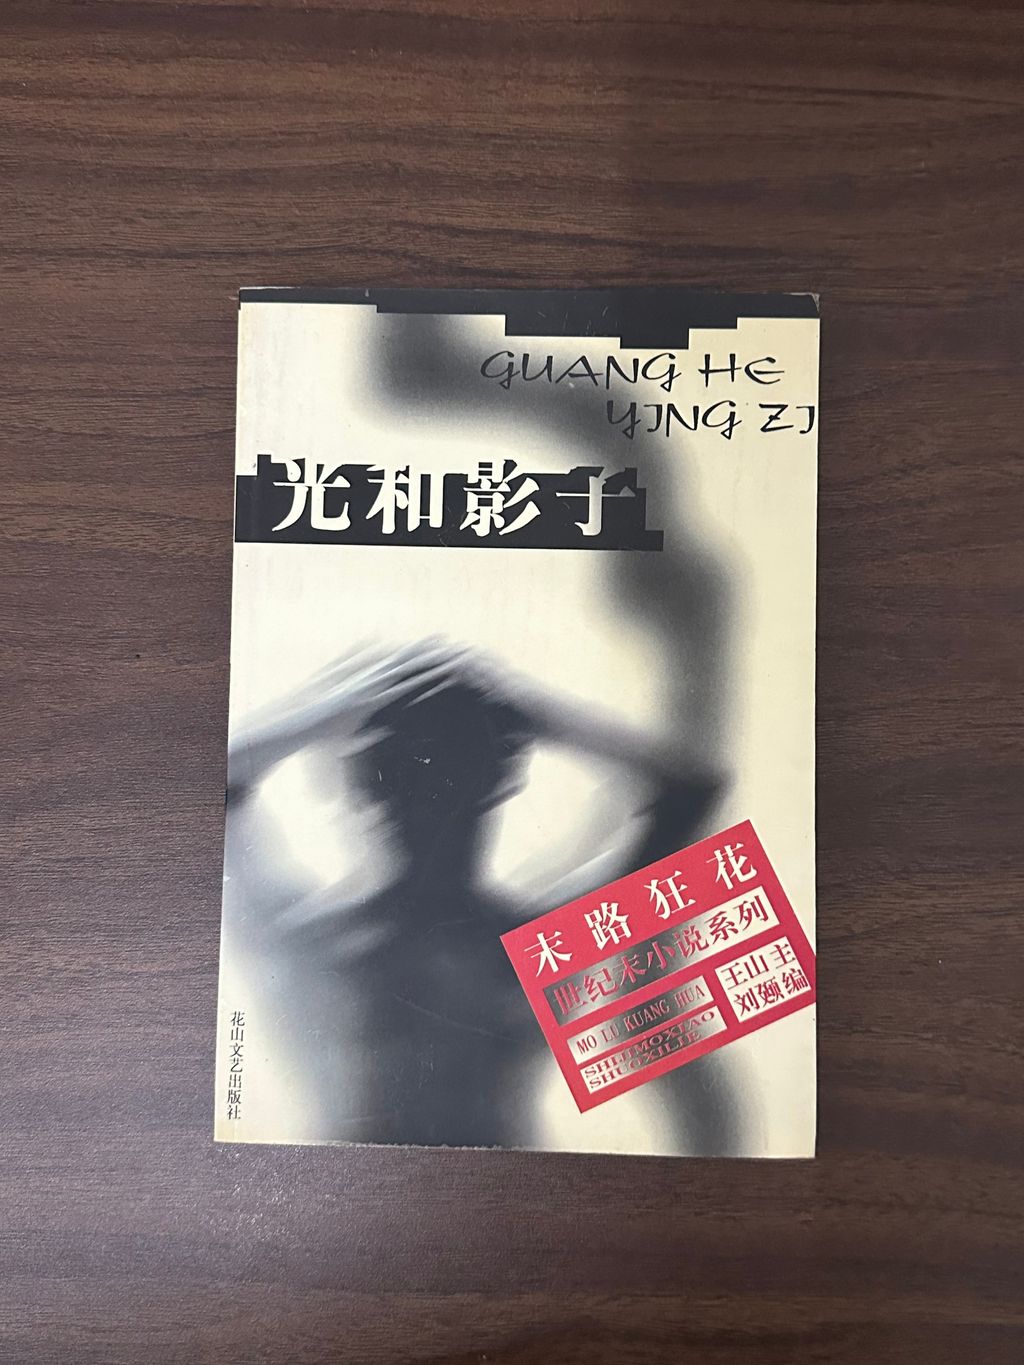 GUANG HE
YING ZI
光和影子
末路狂花
世纪末小说系列
MO LU KUANG HUA
SHIJIMOXIAO
SHUOXILIE
王山 主
刘颋 编
花山文艺出版社